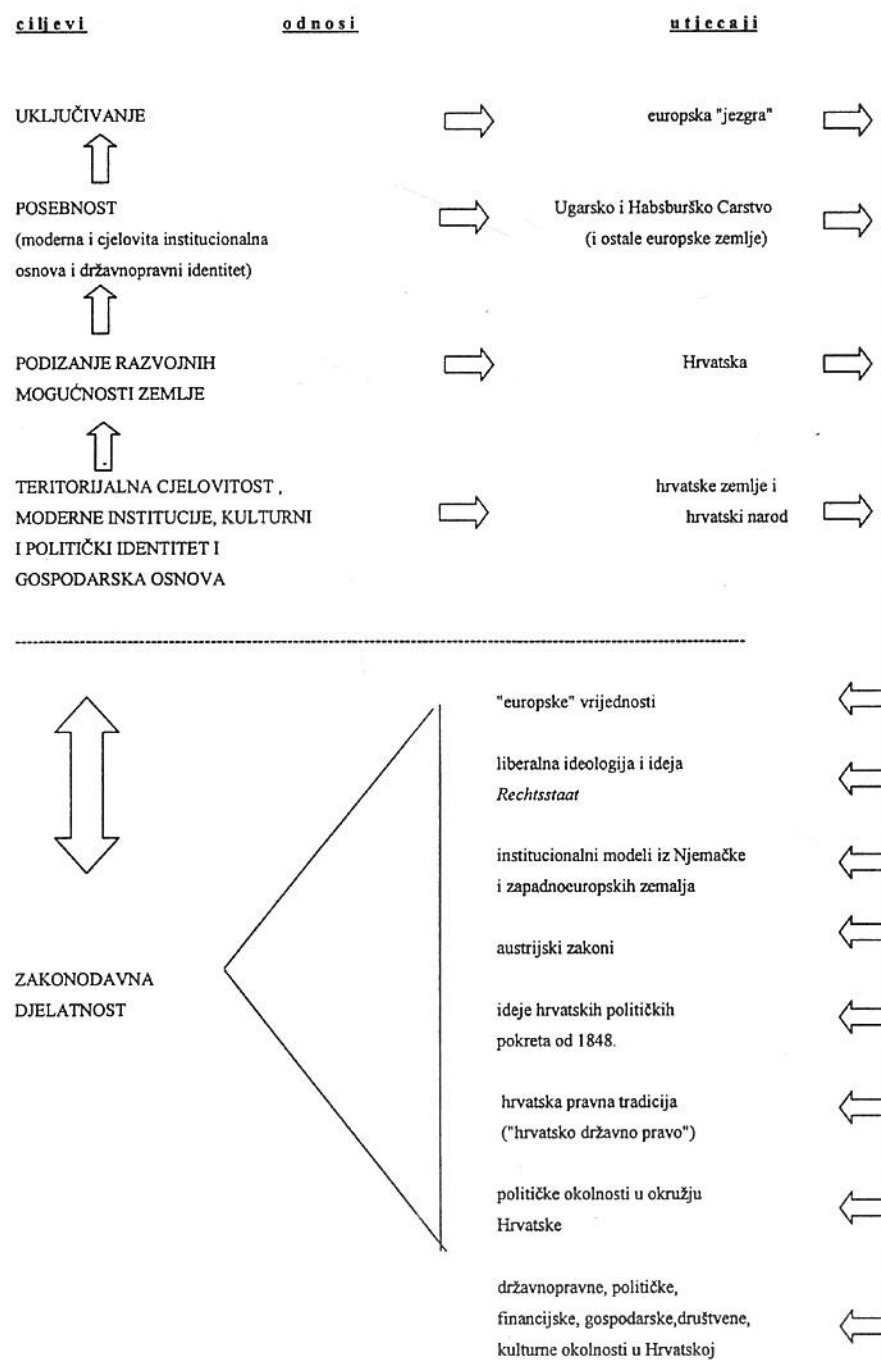 ciljevi odnosi utjecaji
UKLJUČIVANJE europska "jezgra"
POSEBNOST Ugarsko i Habsburško Carstvo
(moderna i cjelovita institucionalna (i ostale europske zemlje)
osnova i državnopravni identitet)
PODIZANJE RAZVOJNIH Hrvatska
MOGUĆNOSTI ZEMLJE
TERITORIJALNA CJELOVITOST , hrvatske zemlje i
MODERNE INSTITUCIJE, KULTURNI hrvatski narod
I POLITIČKI IDENTITET I
GOSPODARSKA OSNOVA
"europske" vrijednosti
liberalna ideologija i ideja
Rechtsstaat
institucionalni modeli iz Njemačke
i zapadnoeuropskih zemalja
austrijski zakoni
ZAKONODAVNA
DJELATNOST
ideje hrvatskih političkih
pokreta od 1848.
hrvatska pravna tradicija
("hrvatsko državno pravo")
političke okolnosti u okružju
Hrvatske
državnopravne, političke,
financijske, gospodarske,društvene,
kulturne okolnosti u Hrvatskoj